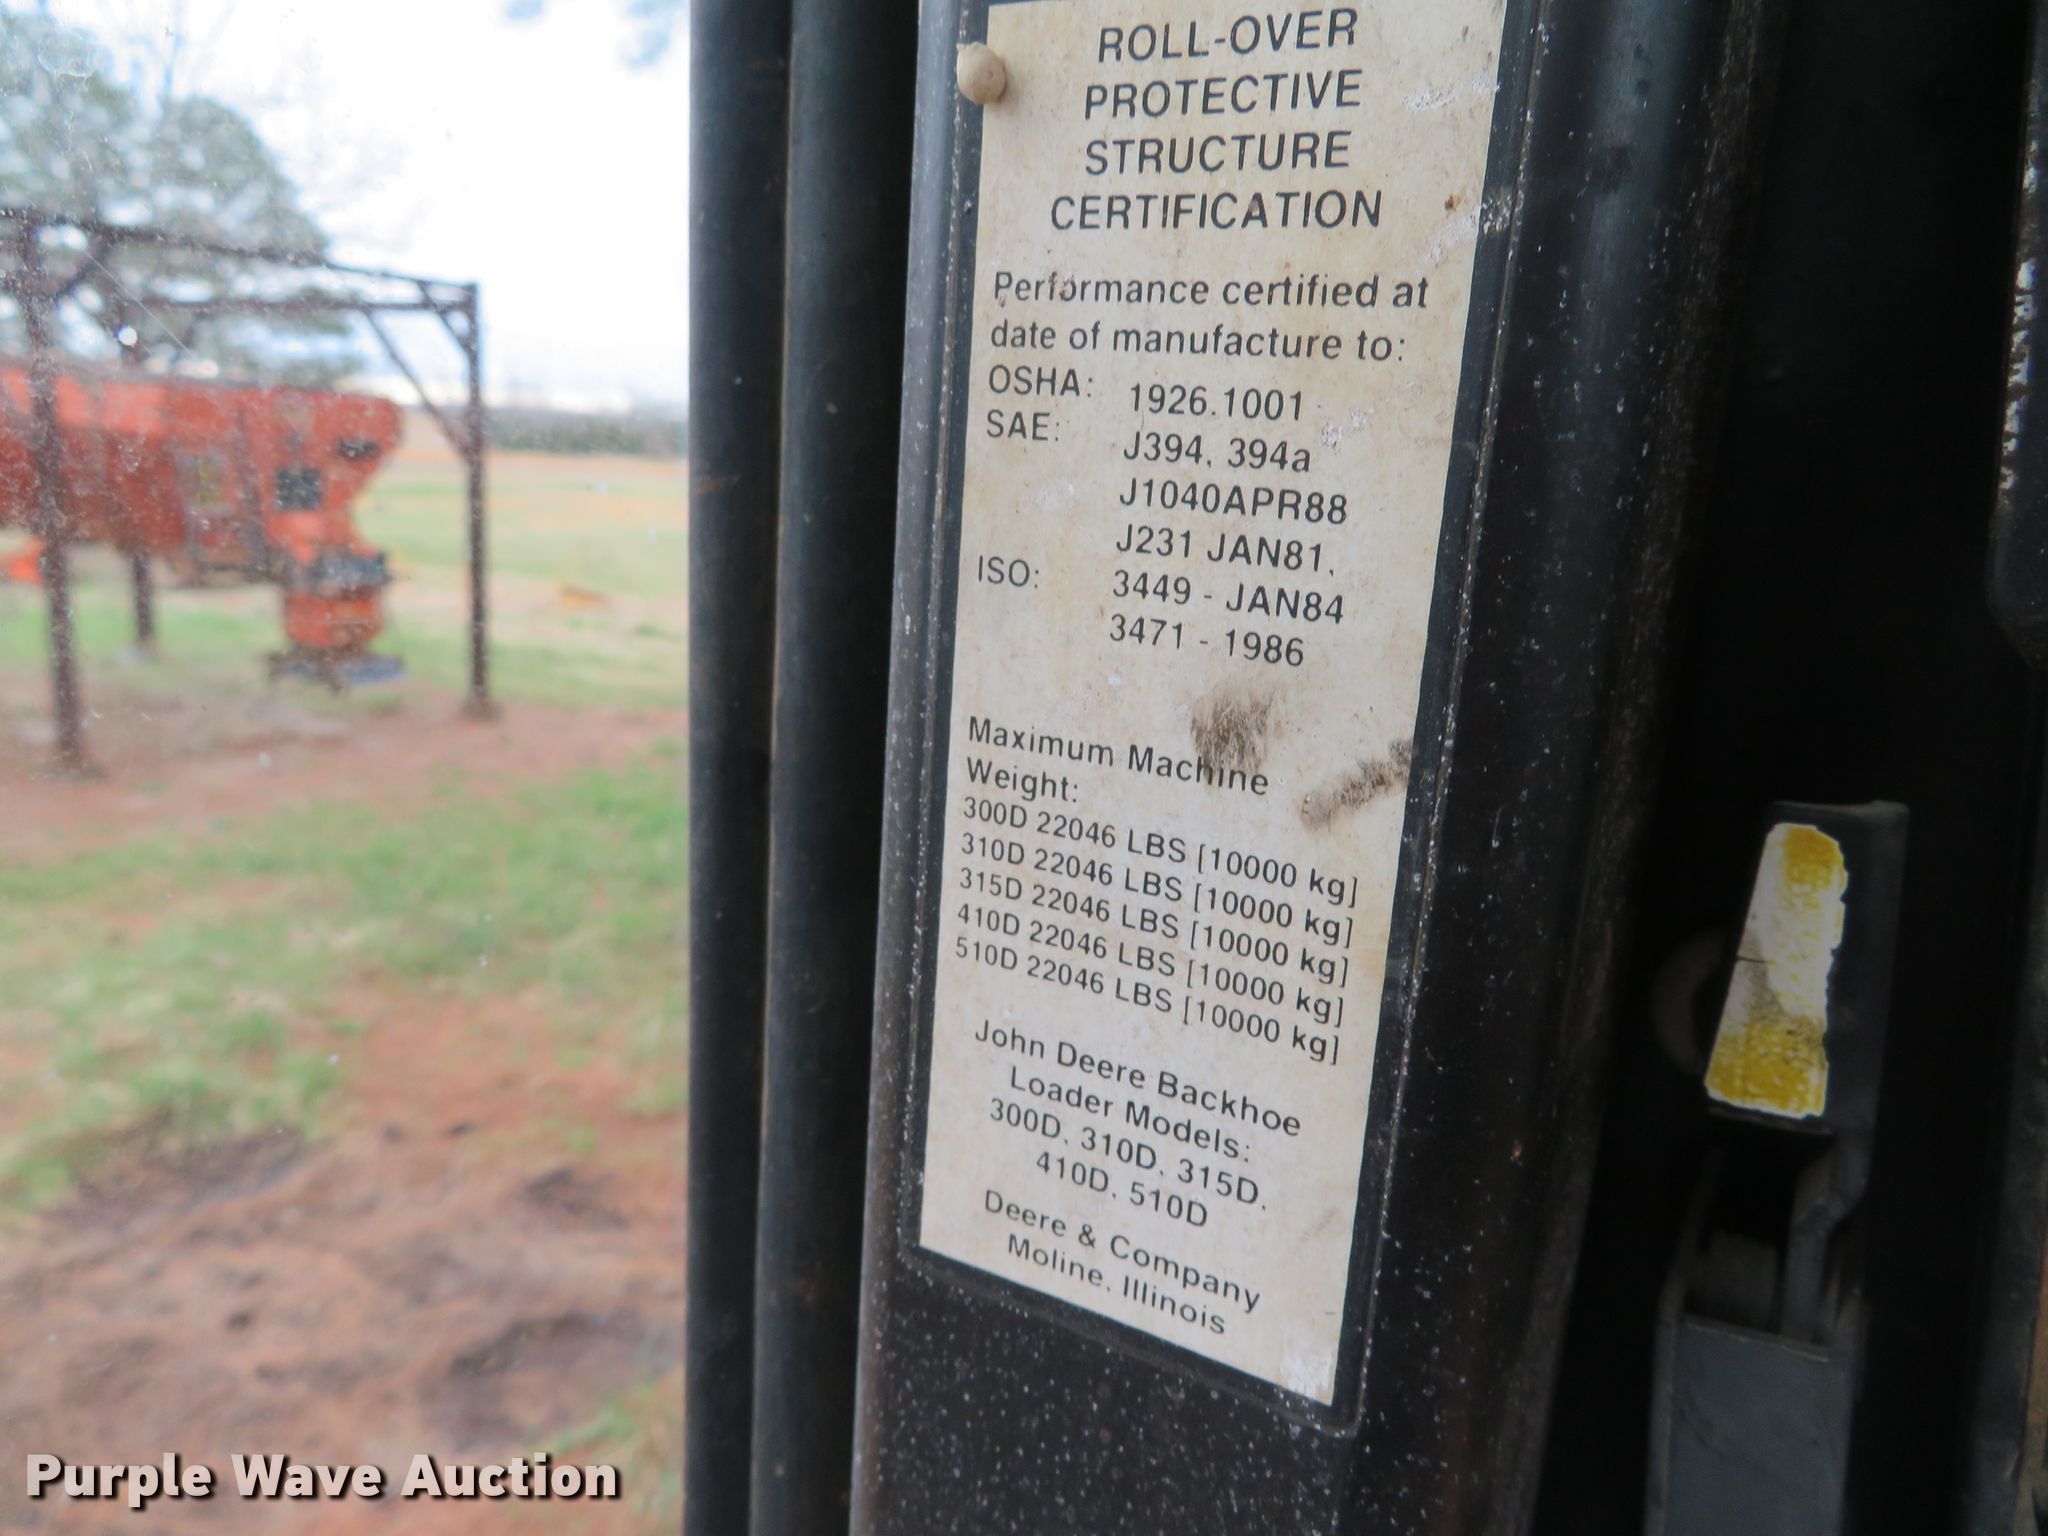 ROLL-OVER
PROTECTIVE
STRUCTURE
CERTIFICATION
Performance certified at
date of manufacture to:
OSHA: 1926.1001
SAE: J394, 394a
J1040APR88
J231 JAN81,
ISO: 3449 - JAN84
3471 - 1986
Maximum Machine
Weight:
300D 22046 LBS [10000 kg]
310D 22046 LBS [10000 kg]
315D 22046 LBS [10000 kg]
410D 22046 LBS [10000 kg]
510D 22046 LBS [10000 kg]
John Deere Backhoe
Loader Models:
300D, 310D, 315D,
410D, 510D
Deere & Company
Moline, Illinois
Purple Wave Auction